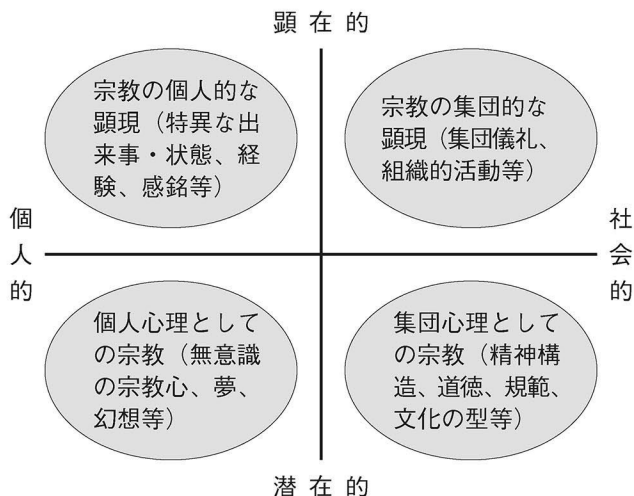 顕在的
宗教の個人的な
顕現（特異な出
来事・状態、経
験、感銘等）
宗教の集団的な
顕現（集団儀礼、
組織的活動等）
個人的
社会的
個人心理として
の宗教（無意識
の宗教心、夢、
幻想等）
集団心理として
の宗教（精神構
造、道徳、規範、
文化の型等）
潜在的